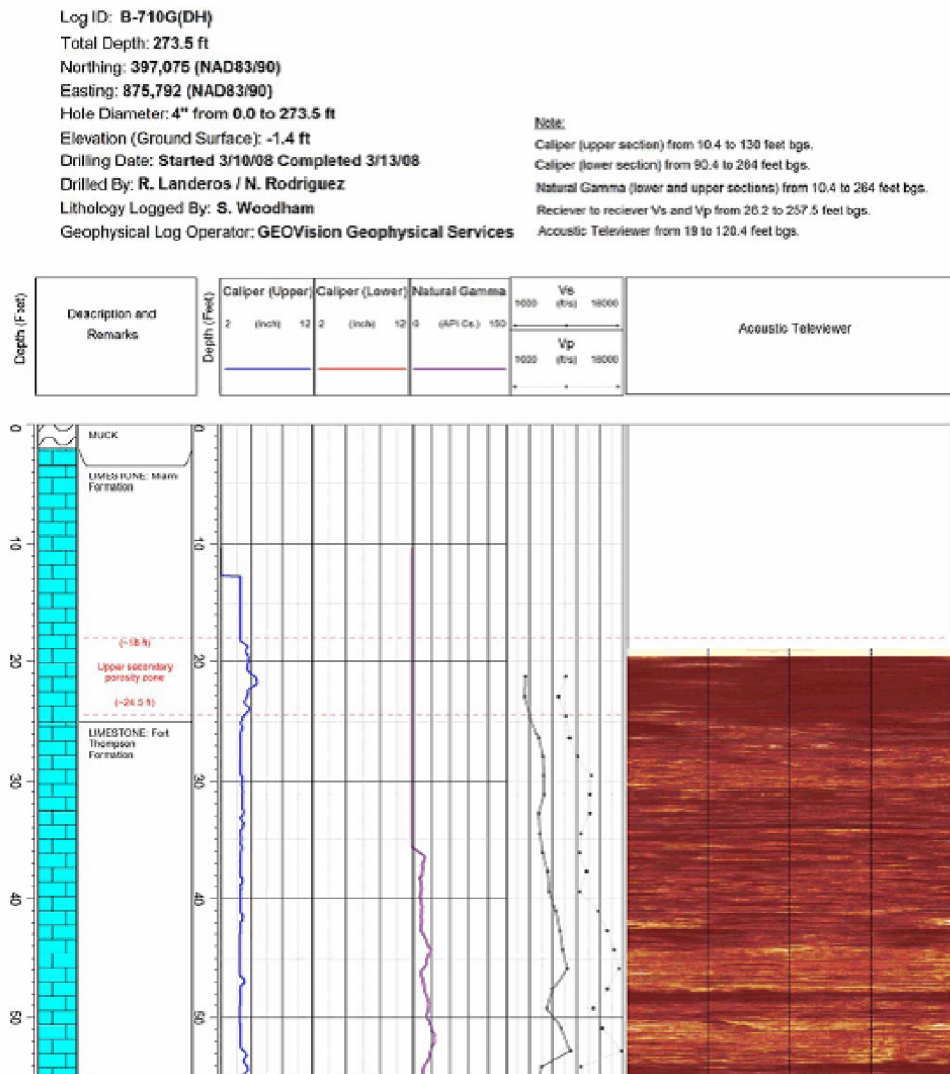 Log ID: B-710G(DH)
Total Depth: 273.5 ft
Northing: 397,075 (NAD83/90)
Easting: 875,792 (NAD83/90)
Hole Diameter: 4" from 0.0 to 273.5 ft
Elevation (Ground Surface): -1.4 ft
Drilling Date: Started 3/10/08 Completed 3/13/08
Drilled By: R. Landeros / N. Rodriguez
Lithology Logged By: S. Woodham
Geophysical Log Operator: GEOVision Geophysical Services
Note:
Caliper (upper section) from 10.4 to 130 feet bgs.
Caliper (lower section) from 90.4 to 264 feet bgs.
Natural Gamma (lower and upper sections) from 10.4 to 264 feet bgs.
Reciever to reciever Vs and Vp from 26.2 to 257.5 feet bgs.
Acoustic Televiewer from 19 to 120.4 feet bgs.
Depth (Feet)
Description and
Remarks
Depth (Feet)
Caliper (Upper)
2 (Inch) 12
Caliper (Lower)
2 (Inch) 12
Natural Gamma
0 (API Cs.) 150
Vs
1000 (ft/s) 16000
Vp
1000 (ft/s) 16000
Acoustic Televiewer
0
MUCK
0
LIMESTONE: Miami
Formation
10
10
(~18 ft)
20
Upper secondary
porosity zone
20
(~24.5 ft)
LIMESTONE: Fort
Thompson
Formation
30
30
40
40
50
50